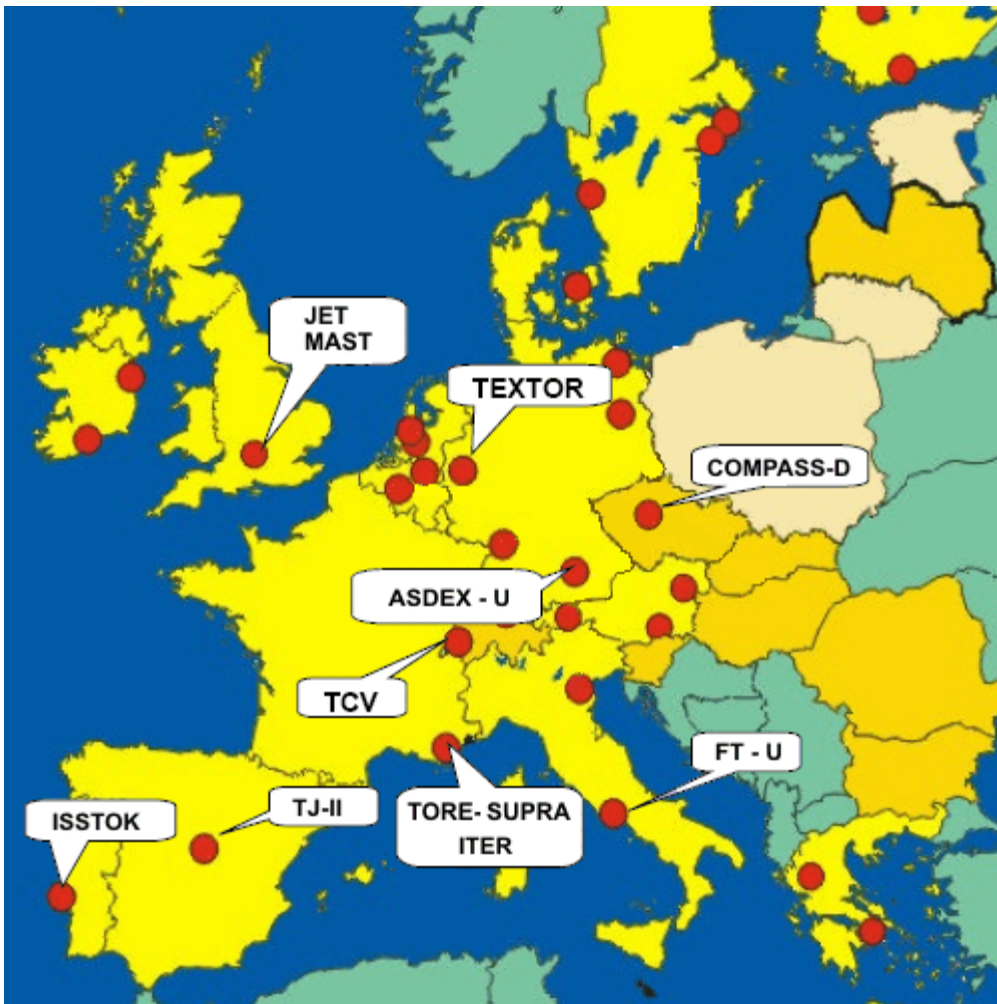 JET
MAST
TEXTOR
COMPASS-D
ASDEX - U
TCV
FT - U
TJ-II
ISSTOK
TORE- SUPRA
ITER